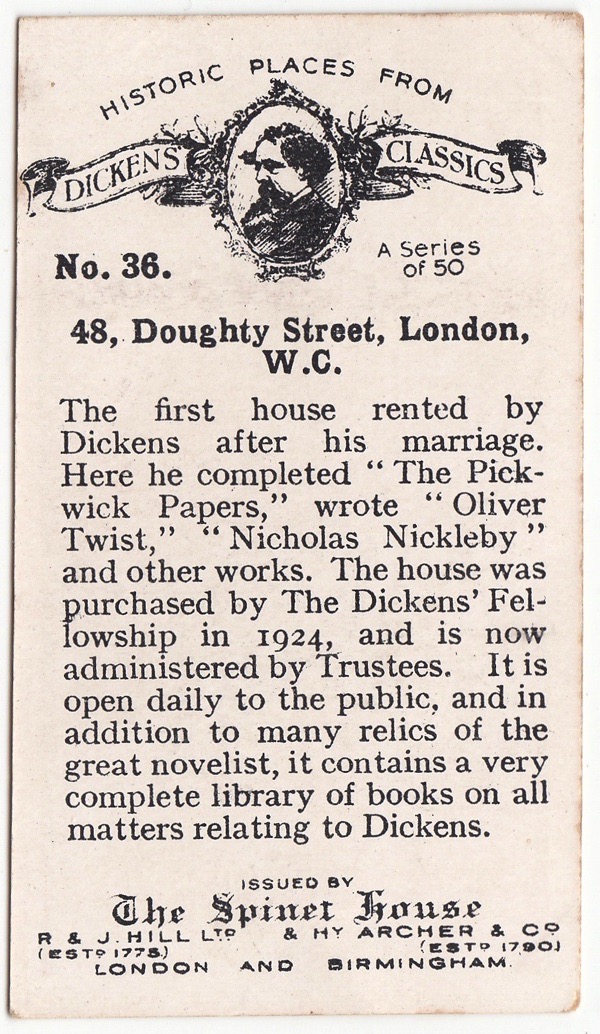 HISTORIC PLACES FROM
DICKENS CLASSICS
DICKENS
No. 36.
A Series
of 50
48, Doughty Street, London,
W.C.
The first house rented by
Dickens after his marriage.
Here he completed “ The Pick-
wick Papers,” wrote “ Oliver
Twist,” “ Nicholas Nickleby ”
and other works. The house was
purchased by The Dickens’ Fel-
lowship in 1924, and is now
administered by Trustees. It is
open daily to the public, and in
addition to many relics of the
great novelist, it contains a very
complete library of books on all
matters relating to Dickens.
ISSUED BY
The Spinet House
R & J. HILL LTD & HY ARCHER & CO
(ESTD 1775.) (ESTD 1790)
LONDON AND BIRMINGHAM.